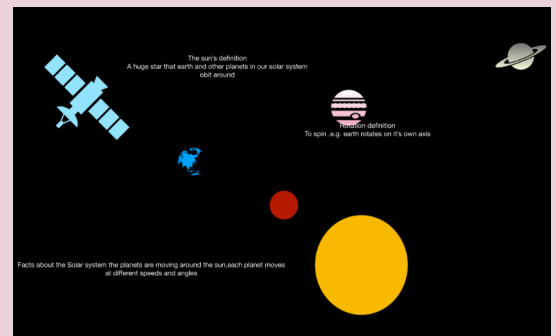 The sun's definition
A huge star that earth and other planets in our solar system
obit around
Rotation definition
To spin .e.g. earth rotates on it's own axis
Facts about the Solar system the planets are moving around the sun,each planet moves
at different speeds and angles